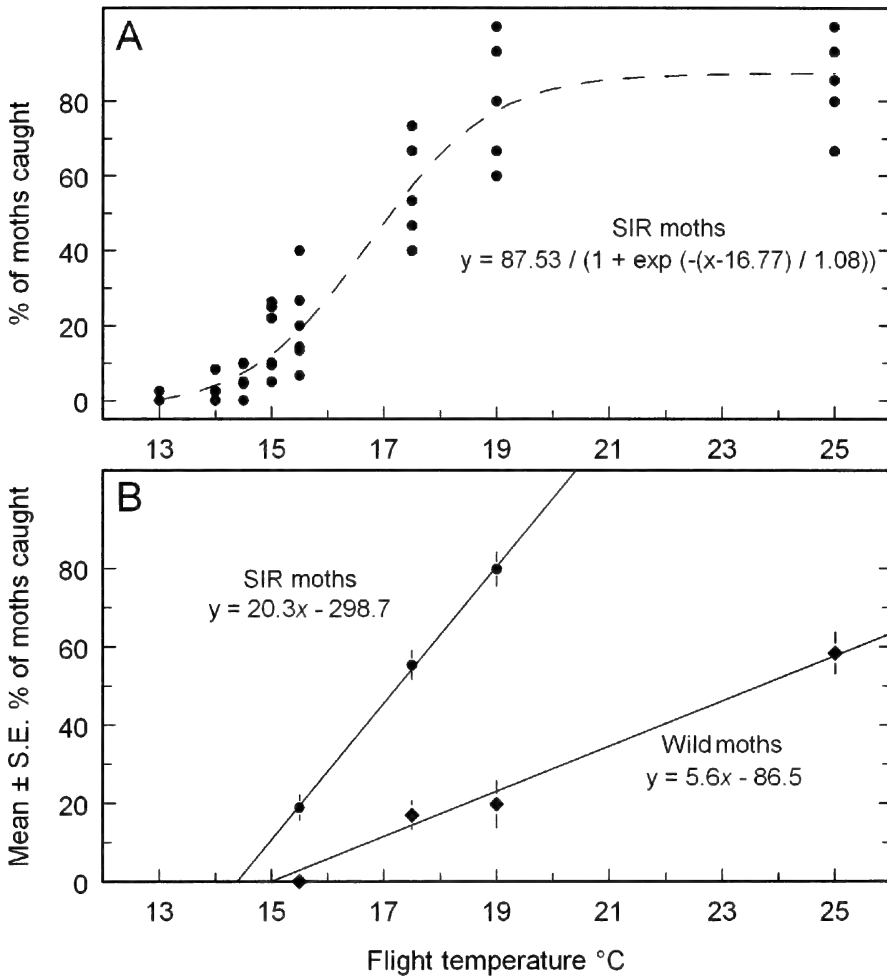 A
% of moths caught
80
60
40
20
0
SIR moths
y = 87.53 / (1 + exp (-(x-16.77) / 1.08))
13 15 17 19 21 23 25
B
Mean ± S.E. % of moths caught
80
60
40
20
0
SIR moths
y = 20.3x - 298.7
Wild moths
y = 5.6x - 86.5
13 15 17 19 21 23 25
Flight temperature °C